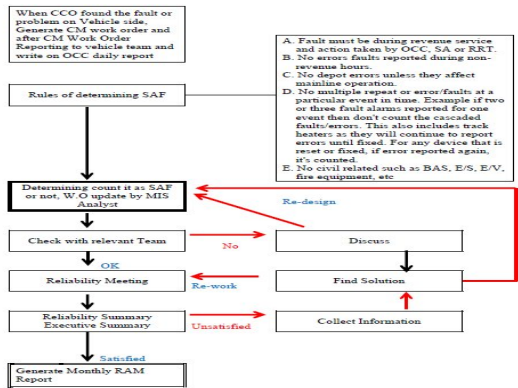 When CCO found the fault or
problem on Vehicle side,
Generate CM work order and
after CM Work Order
Reporting to vehicle team and
write on OCC daily report
A. Fault must be during revenue service
and action taken by OCC, SA or RRT.
B. No errors faults reported during non-
revenue hours.
C. No depot errors unless they affect
mainline operation.
D. No multiple repeat or error/faults at a
particular event in time. Example if two
or three fault alarms reported for one
event then don't count the cascaded
faults/errors. This also includes track
heaters as they will continue to report
errors until fixed. For any device that is
reset or fixed, if error reported again,
it's counted.
E. No civil related such as BAS, E/S, E/V,
fire equipment, etc
Rules of determining SAF
Determining count it as SAF
or not, W.O update by MIS
Analyst
Re-design
Check with relevant Team
No
Discuss
OK
Reliability Meeting
Re-work
Find Solution
Reliability Summary
Executive Summary
Unsatisfied
Collect Information
Satisfied
Generate Monthly RAM
Report